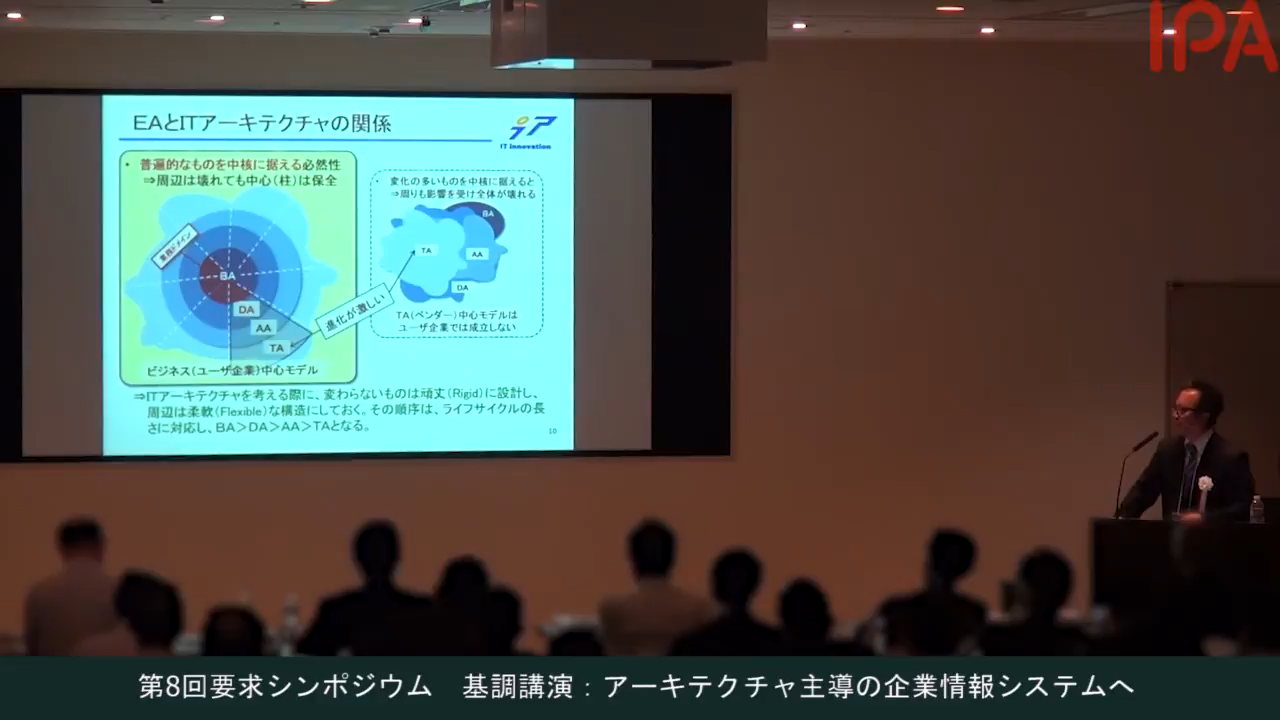 IPA
EAとITアーキテクチャの関係
IT Innovation
・ 普遍的なものを中核に据える必然性
⇒周辺は壊れても中心(柱)は保全
業務ドメイン
BA
DA
AA
TA
ビジネス(ユーザ企業)中心モデル
進化が激しい
・ 変化の多いものを中核に据えると
⇒周りも影響を受け全体が壊れる
BA
TA
AA
DA
TA(ベンダー)中心モデルは
ユーザ企業では成立しない
⇒ITアーキテクチャを考える際に、変わらないものは頑丈(Rigid)に設計し、
周辺は柔軟(Flexible)な構造にしておく。その順序は、ライフサイクルの長
さに対応し、BA>DA>AA>TAとなる。
10
第8回要求シンポジウム 基調講演：アーキテクチャ主導の企業情報システムへ